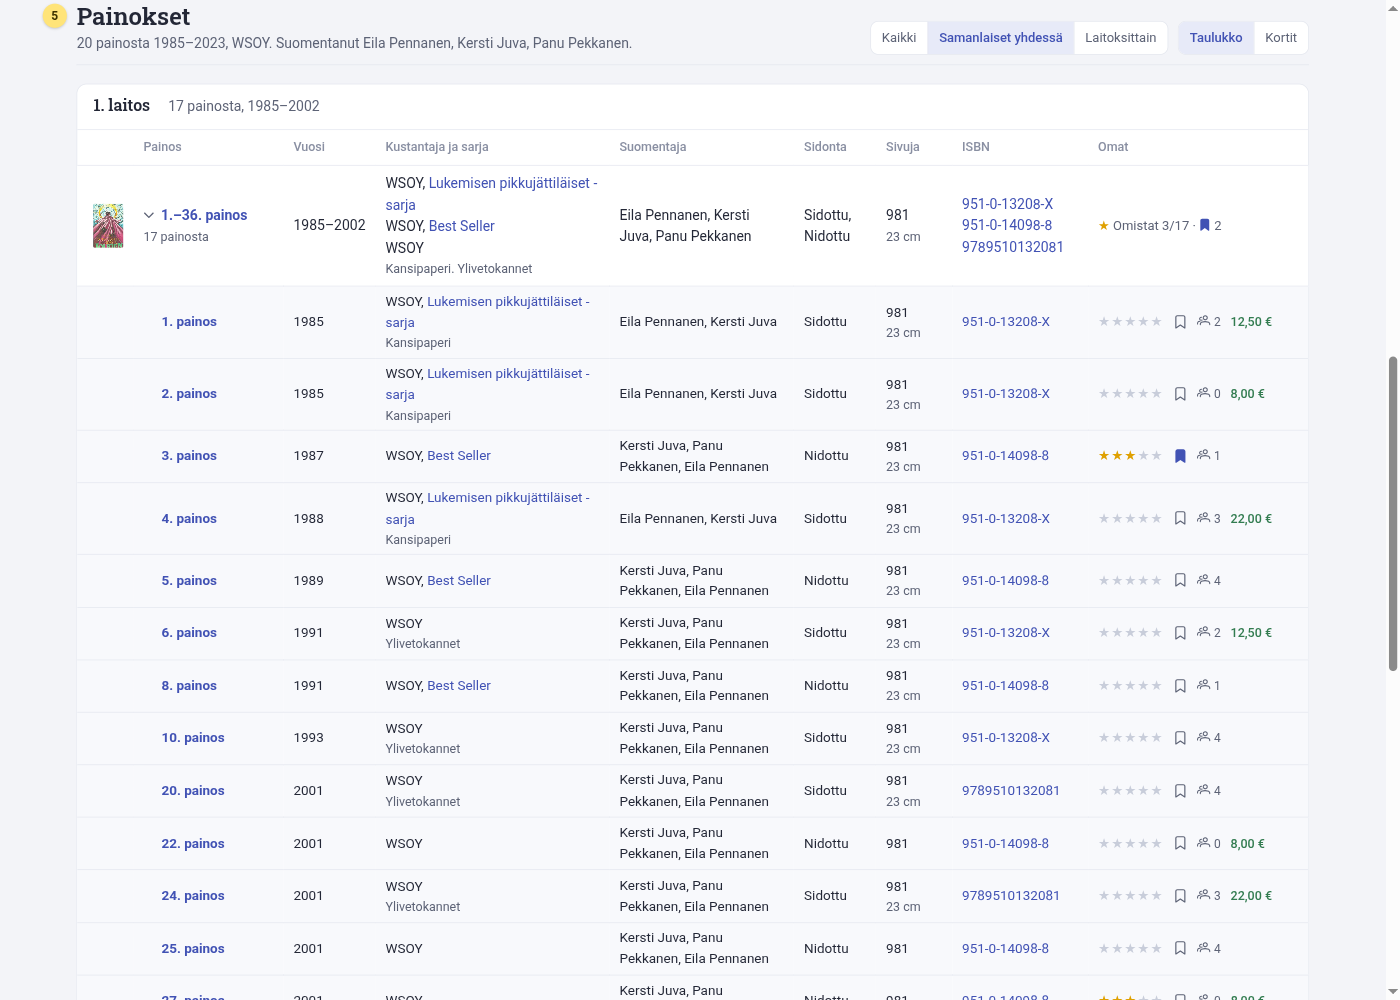 5 Painokset
20 painosta 1985–2023, WSOY. Suomentanut Eila Pennanen, Kersti Juva, Panu Pekkanen.
Kaikki Samanlaiset yhdessä Laitoksittain Taulukko Kortit
1. laitos 17 painosta, 1985–2002
Painos Vuosi Kustantaja ja sarja Suomentaja Sidonta Sivuja ISBN Omat
1.–36. painos
17 painosta
1985–2002
WSOY, Lukemisen pikkujättiläiset -
sarja
WSOY, Best Seller
WSOY
Kansipaperi. Ylivetokannet
Eila Pennanen, Kersti
Juva, Panu Pekkanen
Sidottu,
Nidottu
981
23 cm
951-0-13208-X
951-0-14098-8
9789510132081
★ Omistat 3/17 · 2
1. painos
1985
WSOY, Lukemisen pikkujättiläiset -
sarja
Kansipaperi
Eila Pennanen, Kersti Juva
Sidottu
981
23 cm
951-0-13208-X
★★★★★ 2 12,50 €
2. painos
1985
WSOY, Lukemisen pikkujättiläiset -
sarja
Kansipaperi
Eila Pennanen, Kersti Juva
Sidottu
981
23 cm
951-0-13208-X
★★★★★ 0 8,00 €
3. painos
1987
WSOY, Best Seller
Kersti Juva, Panu
Pekkanen, Eila Pennanen
Nidottu
981
23 cm
951-0-14098-8
★★★★★ 1
4. painos
1988
WSOY, Lukemisen pikkujättiläiset -
sarja
Kansipaperi
Eila Pennanen, Kersti Juva
Sidottu
981
23 cm
951-0-13208-X
★★★★★ 3 22,00 €
5. painos
1989
WSOY, Best Seller
Kersti Juva, Panu
Pekkanen, Eila Pennanen
Nidottu
981
23 cm
951-0-14098-8
★★★★★ 4
6. painos
1991
WSOY
Ylivetokannet
Kersti Juva, Panu
Pekkanen, Eila Pennanen
Sidottu
981
23 cm
951-0-13208-X
★★★★★ 2 12,50 €
8. painos
1991
WSOY, Best Seller
Kersti Juva, Panu
Pekkanen, Eila Pennanen
Nidottu
981
23 cm
951-0-14098-8
★★★★★ 1
10. painos
1993
WSOY
Ylivetokannet
Kersti Juva, Panu
Pekkanen, Eila Pennanen
Sidottu
981
23 cm
951-0-13208-X
★★★★★ 4
20. painos
2001
WSOY
Ylivetokannet
Kersti Juva, Panu
Pekkanen, Eila Pennanen
Sidottu
981
23 cm
9789510132081
★★★★★ 4
22. painos
2001
WSOY
Kersti Juva, Panu
Pekkanen, Eila Pennanen
Nidottu
981
951-0-14098-8
★★★★★ 0 8,00 €
24. painos
2001
WSOY
Ylivetokannet
Kersti Juva, Panu
Pekkanen, Eila Pennanen
Sidottu
981
23 cm
9789510132081
★★★★★ 3 22,00 €
25. painos
2001
WSOY
Kersti Juva, Panu
Pekkanen, Eila Pennanen
Nidottu
981
951-0-14098-8
★★★★★ 4
27. painos
2001
WSOY
Kersti Juva, Panu
Nidottu
981
951-0-14098-8
★★★★★ 0 8,00 €